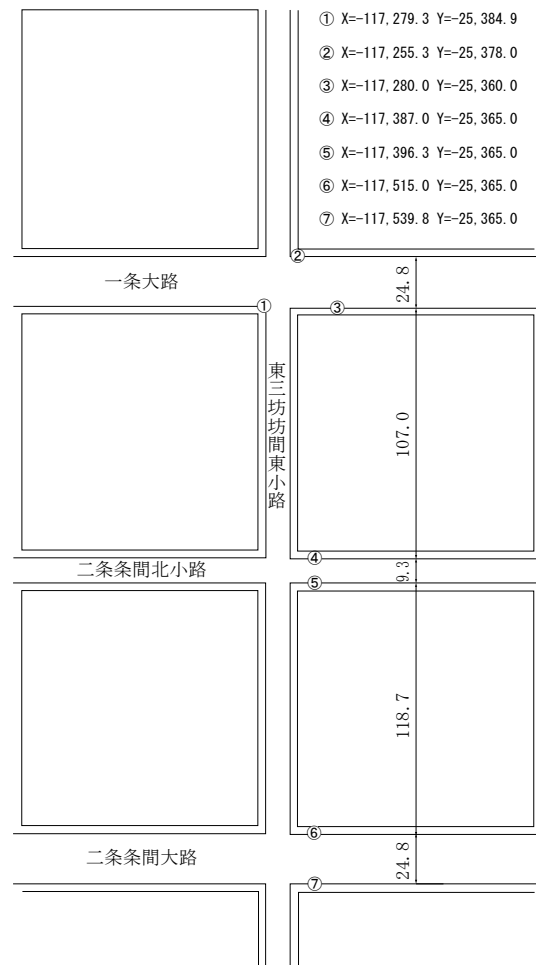 ① X=-117,279.3 Y=-25,384.9
② X=-117,255.3 Y=-25,378.0
③ X=-117,280.0 Y=-25,360.0
④ X=-117,387.0 Y=-25,365.0
⑤ X=-117,396.3 Y=-25,365.0
⑥ X=-117,515.0 Y=-25,365.0
⑦ X=-117,539.8 Y=-25,365.0
②
一条大路
24.8
①
③
東三坊坊間東小路
107.0
④
二条条間北小路
9.3
⑤
118.7
⑥
二条条間大路
24.8
⑦